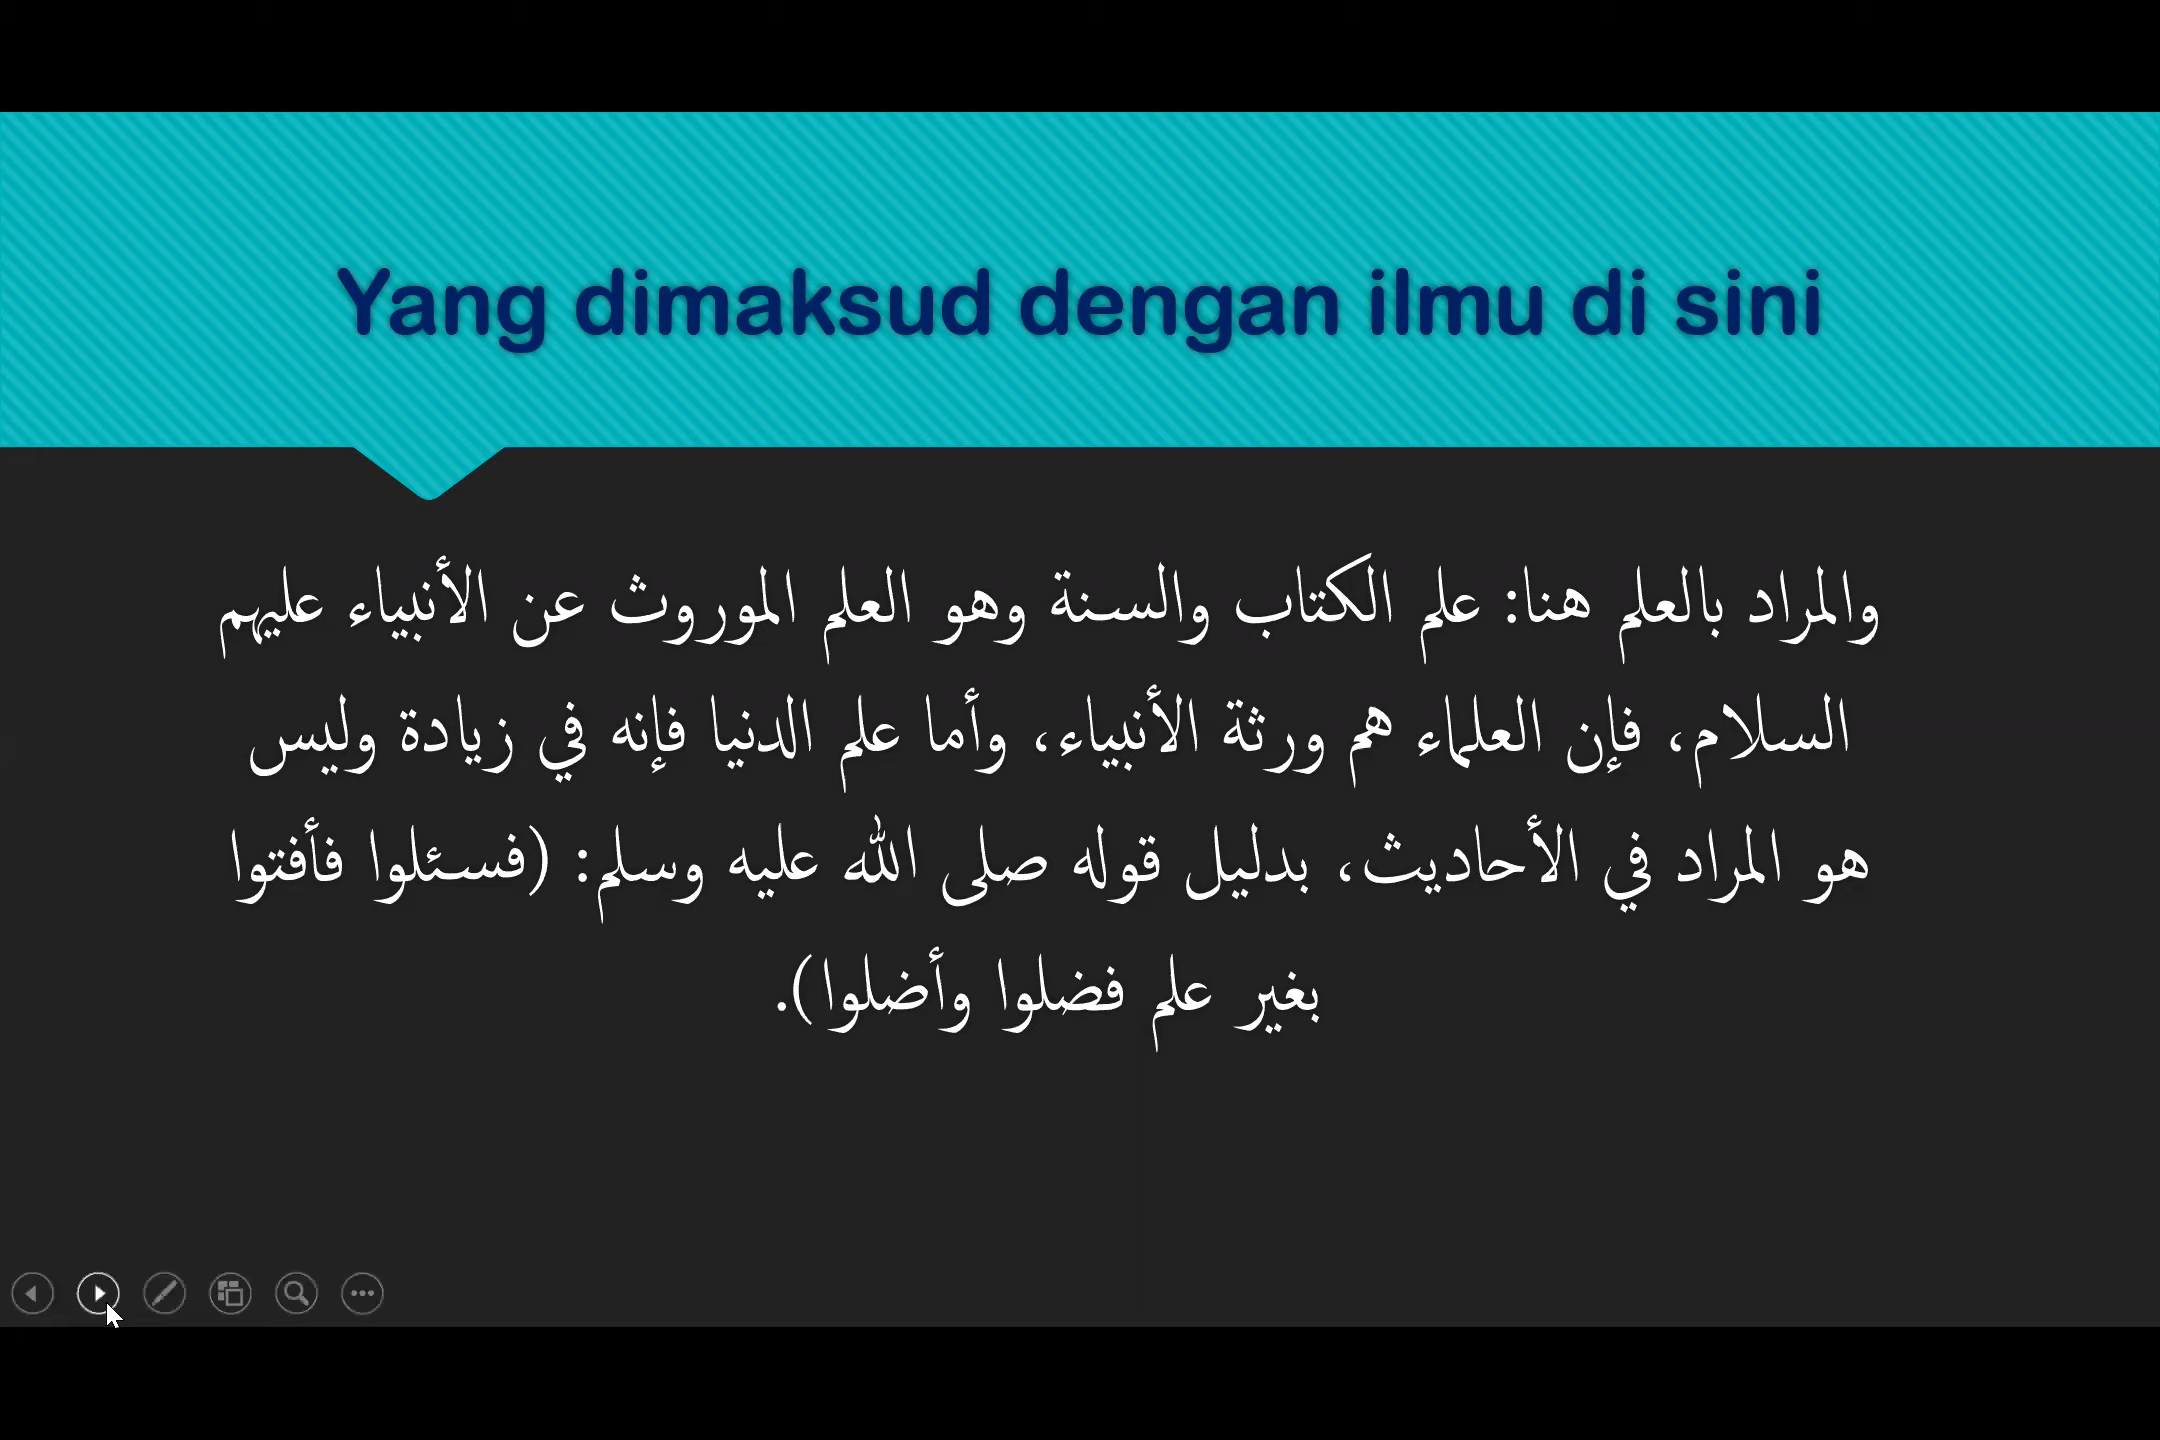 Yang dimaksud dengan ilmu di sini
والمراد بالعلم هنا: علم الكتاب والسنة وهو العلم الموروث عن الأنبياء عليهم
السلام، فإن العلماء هم ورثة الأنبياء، وأما علم الدنيا فإنه في زيادة وليس
هو المراد في الأحاديث، بدليل قوله صلى الله عليه وسلم: (فسئلوا فأفتوا
بغير علم فضلوا وأضلوا).